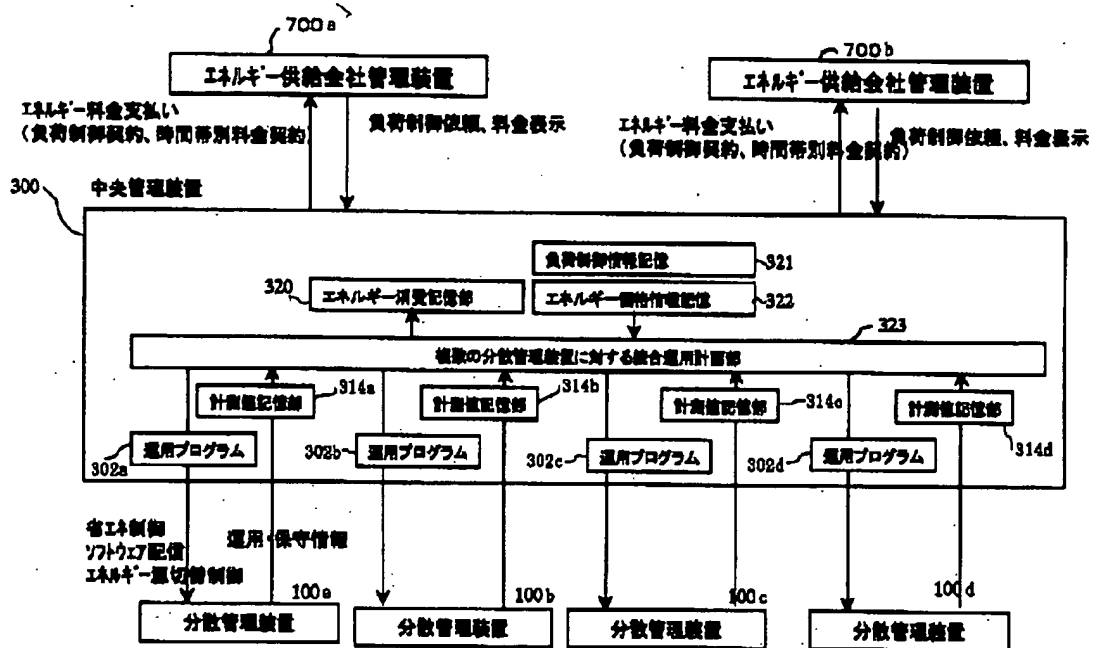 700a
700b
エネルギー供給会社管理装置
エネルギー供給会社管理装置
エネルギー料金支払い
(負荷制御契約、時間帯別料金契約)
負荷制御依頼、料金表示
エネルギー料金支払い
(負荷制御契約、時間帯別料金契約)
負荷制御依頼、料金表示
300
中央管理装置
負荷制御情報記憶
321
320
エネルギー消費記憶部
エネルギー価格情報記憶
322
323
複数の分散管理装置に対する統合運用計画部
計測値記憶部
314a
計測値記憶部
314b
計測値記憶部
314c
計測値記憶部
314d
302a
運用プログラム
302b
運用プログラム
302c
運用プログラム
302d
運用プログラム
省エネ制御
ソフトウェア配信
エネルギー源切替制御
運用・保守情報
100a
100b
100c
100d
分散管理装置
分散管理装置
分散管理装置
分散管理装置